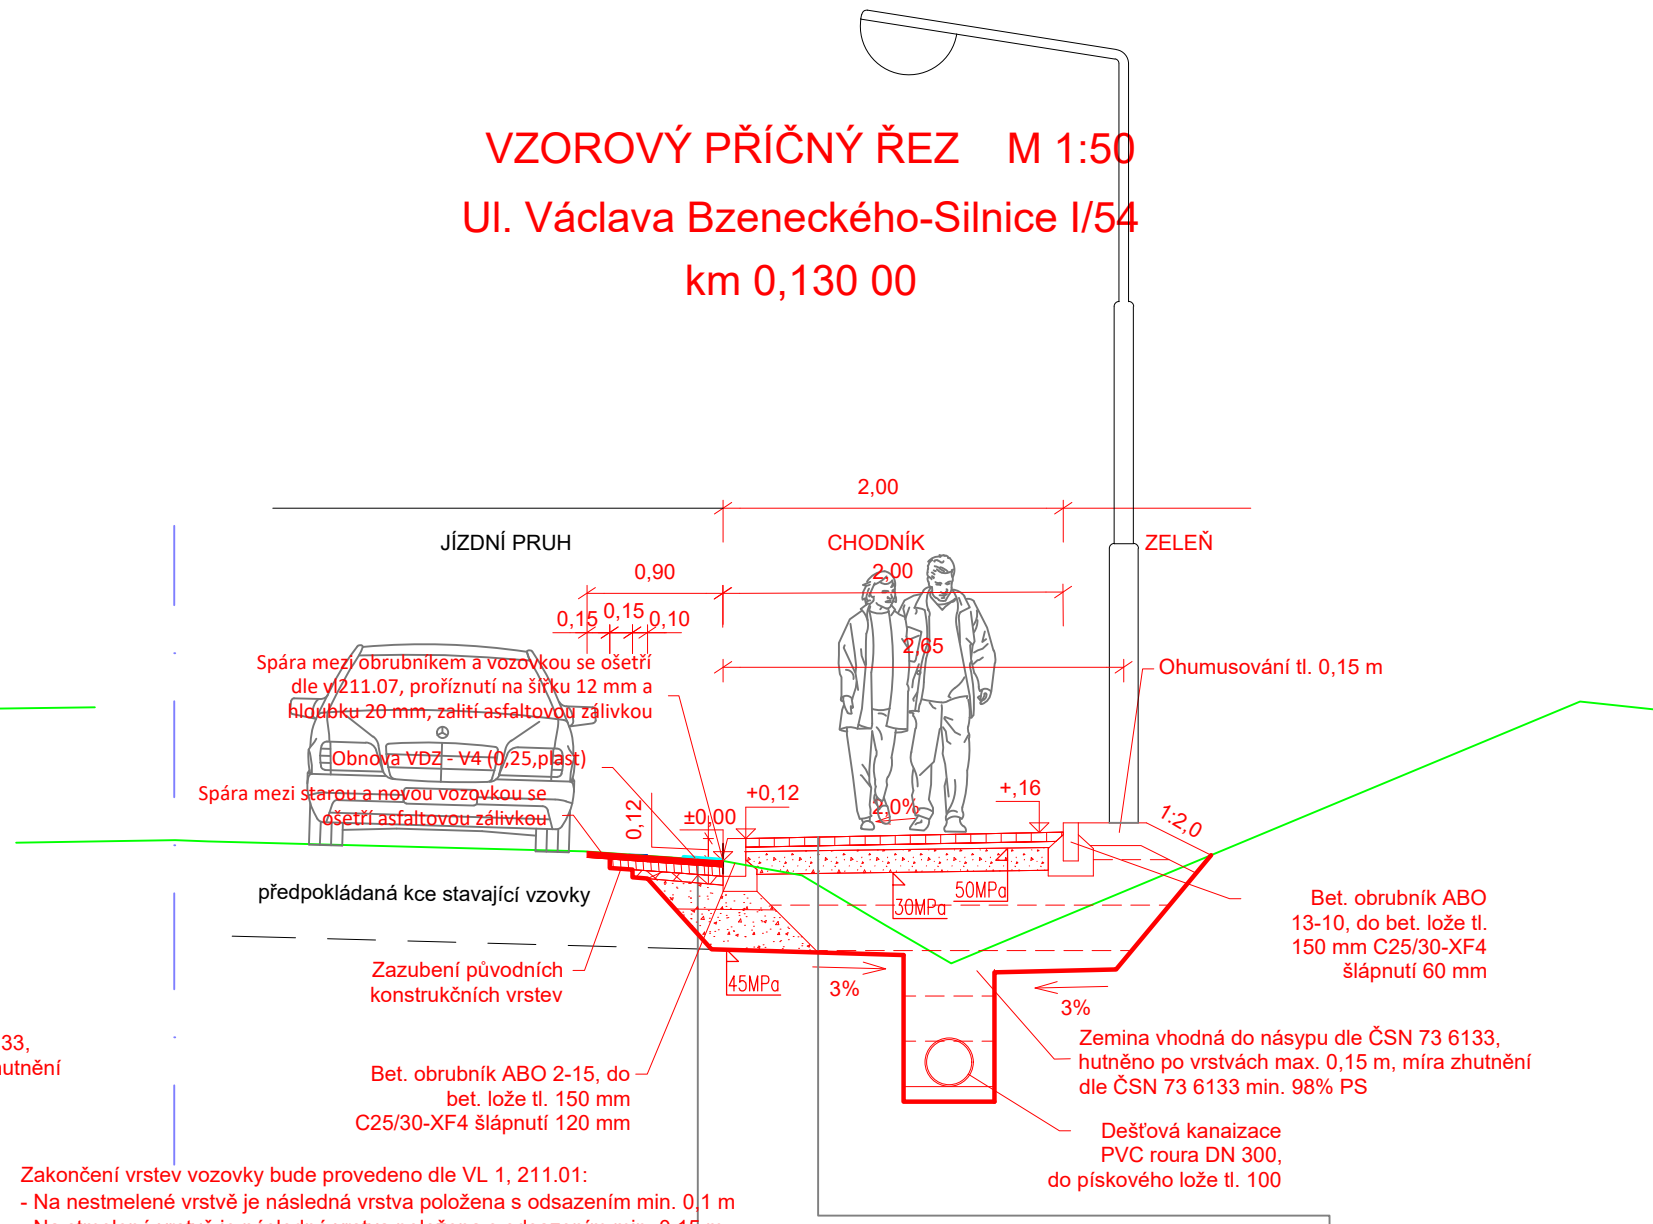 VZOROVÝ PŘÍČNÝ ŘEZ M 1:50
Ul. Václava Bzeneckého-Silnice I/54
km 0,130 00
2,00
JÍZDNÍ PRUH
CHODNÍK
ZELEŇ
0,90
2,00
0,15
0,15
0,10
2,65
Spára mezi obrubníkem a vozovkou se ošetří
dle vl211.07, proříznutí na šířku 12 mm a
hloubku 20 mm, zalití asfaltovou zálivkou
Ohumusování tl. 0,15 m
Obnova VDZ - V4 (0,25,plast)
Spára mezi starou a novou vozovkou se
ošetří asfaltovou zálivkou
0,12
±0,00
+0,12
2,0%
+,16
1:2,0
předpokládaná kce stavající vzovky
50MPa
30MPa
45MPa
Bet. obrubník ABO
13-10, do bet. lože tl.
150 mm C25/30-XF4
šlápnutí 60 mm
Zazubení původních
konstrukčních vrstev
3%
3%
33,
hutnění
Zemina vhodná do násypu dle ČSN 73 6133,
hutněno po vrstvách max. 0,15 m, míra zhutnění
dle ČSN 73 6133 min. 98% PS
Bet. obrubník ABO 2-15, do
bet. lože tl. 150 mm
C25/30-XF4 šlápnutí 120 mm
Dešťová kanaizace
PVC roura DN 300,
do pískového lože tl. 100
Zakončení vrstev vozovky bude provedeno dle VL 1, 211.01:
- Na nestmelené vrstvě je následná vrstva položena s odsazením min. 0,1 m